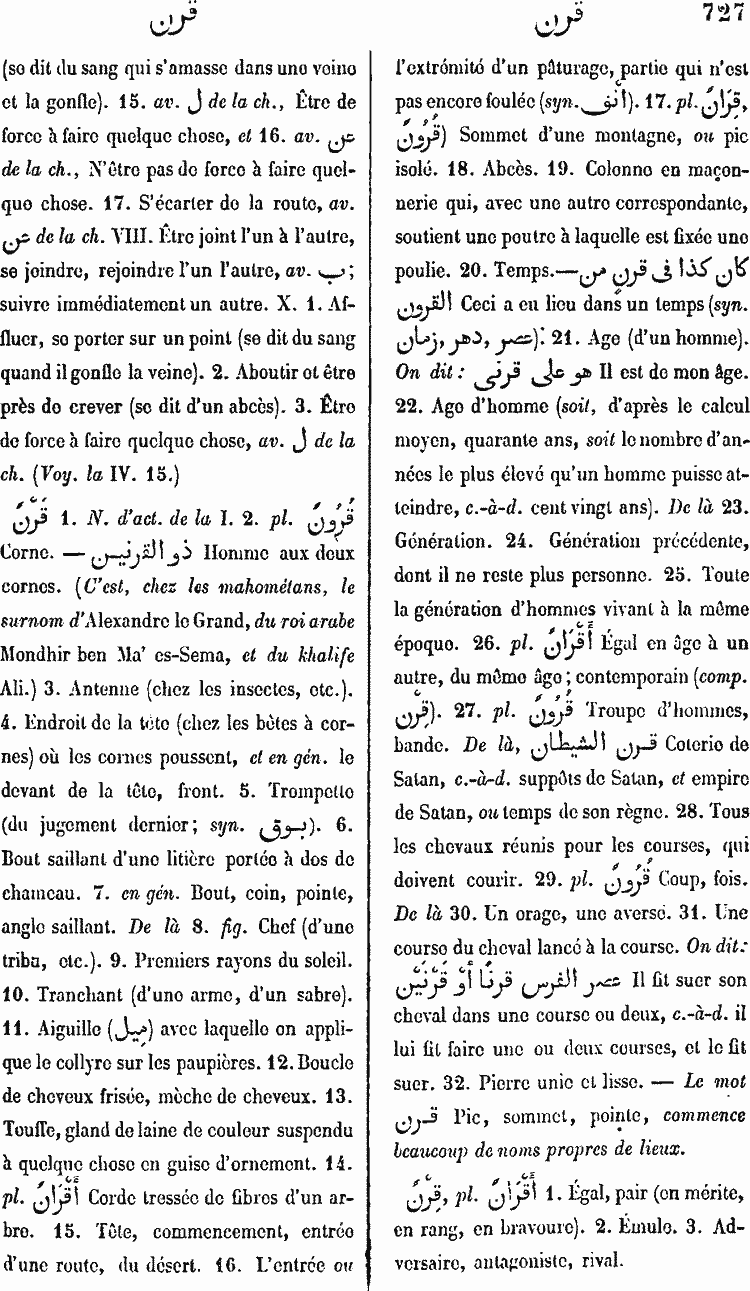 قرن قرن 727
(se dit du sang qui s'amasse dans une veine
et la gonfle). 15. av. ل de la ch., Être de
force à faire quelque chose, et 16. av. عن
de la ch., N'être pas de force à faire quel-
que chose. 17. S'écarter de la route, av.
عن de la ch. VIII. Être joint l'un à l'autre,
se joindre, rejoindre l'un l'autre, av. ب;
suivre immédiatement un autre. X. 1. Af-
fluer, se porter sur un point (se dit du sang
quand il gonfle la veine). 2. Aboutir et être
près de crever (se dit d'un abcès). 3. Être
de force à faire quelque chose, av. ل de la
ch. (Voy. la IV. 15.)
قَرْنٌ 1. N. d'act. de la I. 2. pl. قُرُونٌ
Corne. — ذو القرنين Homme aux deux
cornes. (C'est, chez les mahométans, le
surnom d'Alexandre le Grand, du roi arabe
Mondhir ben Ma' es-Sema, et du khalife
Ali.) 3. Antenne (chez les insectes, etc.).
4. Endroit de la tête (chez les bêtes à cor-
nes) où les cornes poussent, et en gén. le
devant de la tête, front. 5. Trompette
(du jugement dernier; syn. بوق). 6.
Bout saillant d'une litière portée à dos de
chameau. 7. en gén. Bout, coin, pointe,
angle saillant. De là 8. fig. Chef (d'une
tribu, etc.). 9. Premiers rayons du soleil.
10. Tranchant (d'une arme, d'un sabre).
11. Aiguille (ميل) avec laquelle on appli-
que le collyre sur les paupières. 12. Boucle
de cheveux frisée, mèche de cheveux. 13.
Touffe, gland de laine de couleur suspendu
à quelque chose en guise d'ornement. 14.
pl. أَقْرَانٌ Corde tressée de fibres d'un ar-
bre. 15. Tête, commencement, entrée
d'une route, du désert. 16. L'entrée ou
l'extrémité d'un pâturage, partie qui n'est
pas encore foulée (syn. أنف). 17. pl. قِرَانٌ,
قُرُونٌ) Sommet d'une montagne, ou pic
isolé. 18. Abcès. 19. Colonne en maçon-
nerie qui, avec une autre correspondante,
soutient une poutre à laquelle est fixée une
poulie. 20. Temps.— كان كذا فى قرن من
القرون Ceci a eu lieu dans un temps (syn.
عصر, دهر, زمان). 21. Age (d'un homme).
On dit: هو على قرنى Il est de mon âge.
22. Age d'homme (soit, d'après le calcul
moyen, quarante ans, soit le nombre d'an-
nées le plus élevé qu'un homme puisse at-
teindre, c.-à-d. cent vingt ans). De là 23.
Génération. 24. Génération précédente,
dont il ne reste plus personne. 25. Toute
la génération d'hommes vivant à la même
époque. 26. pl. أَقْرَانٌ Égal en âge à un
autre, du même âge; contemporain (comp.
قِرن). 27. pl. قُرُونٌ Troupe d'hommes,
bande. De là, قرن الشيطان Coterie de
Satan, c.-à-d. suppôts de Satan, et empire
de Satan, ou temps de son règne. 28. Tous
les chevaux réunis pour les courses, qui
doivent courir. 29. pl. قُرُونٌ Coup, fois.
De là 30. Un orage, une averse. 31. Une
course du cheval lancé à la course. On dit:
عصر الفرس قرنًا أَوْ قَرْنَيْنِ Il fit suer son
cheval dans une course ou deux, c.-à-d. il
lui fit faire une ou deux courses, et le fit
suer. 32. Pierre unie et lisse. — Le mot
قرن Pic, sommet, pointe, commence
beaucoup de noms propres de lieux.
قِرْنٌ, pl. أَقْرَانٌ 1. Égal, pair (en mérite,
en rang, en bravoure). 2. Émule. 3. Ad-
versaire, antagoniste, rival.